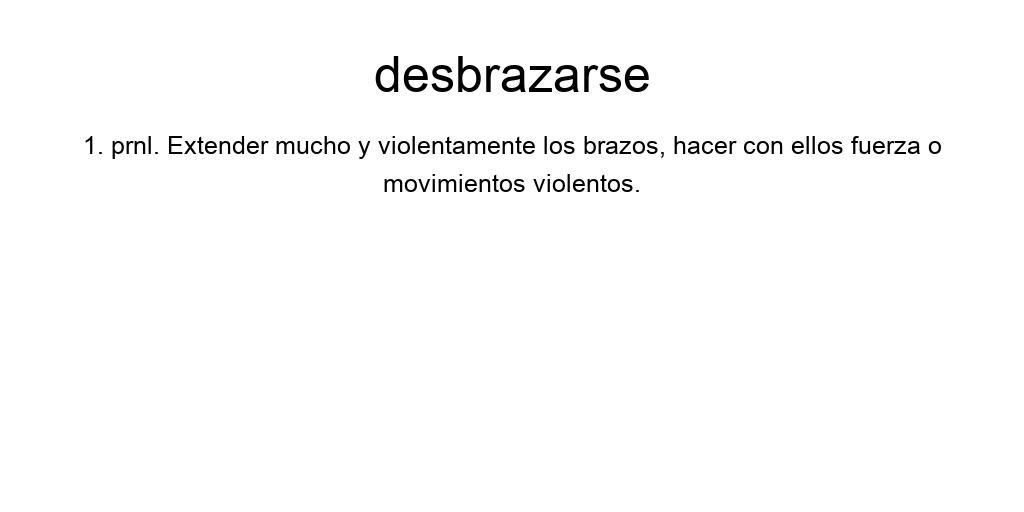 desbrazarse
1. prnl. Extender mucho y violentamente los brazos, hacer con ellos fuerza o
movimientos violentos.